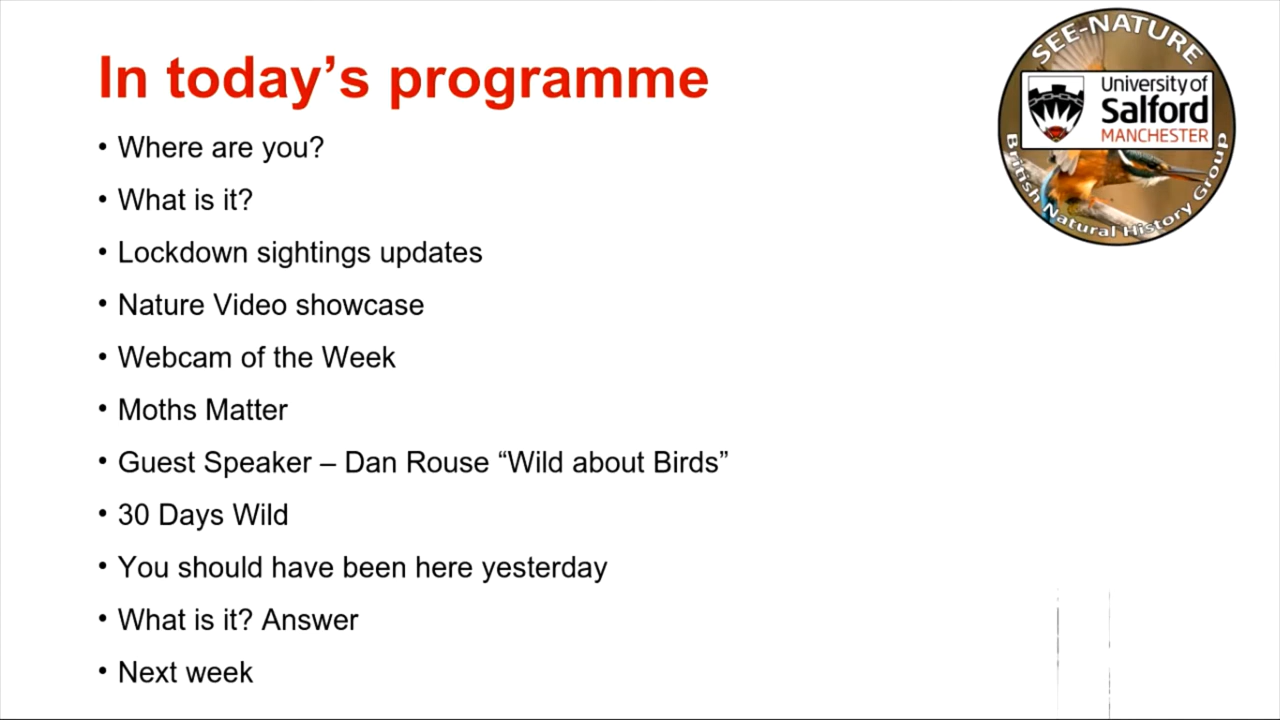 In today’s programme
• Where are you?
• What is it?
• Lockdown sightings updates
• Nature Video showcase
• Webcam of the Week
• Moths Matter
• Guest Speaker – Dan Rouse “Wild about Birds”
• 30 Days Wild
• You should have been here yesterday
• What is it? Answer
• Next week
SEE-NATURE
University of
Salford
MANCHESTER
British Natural History Group